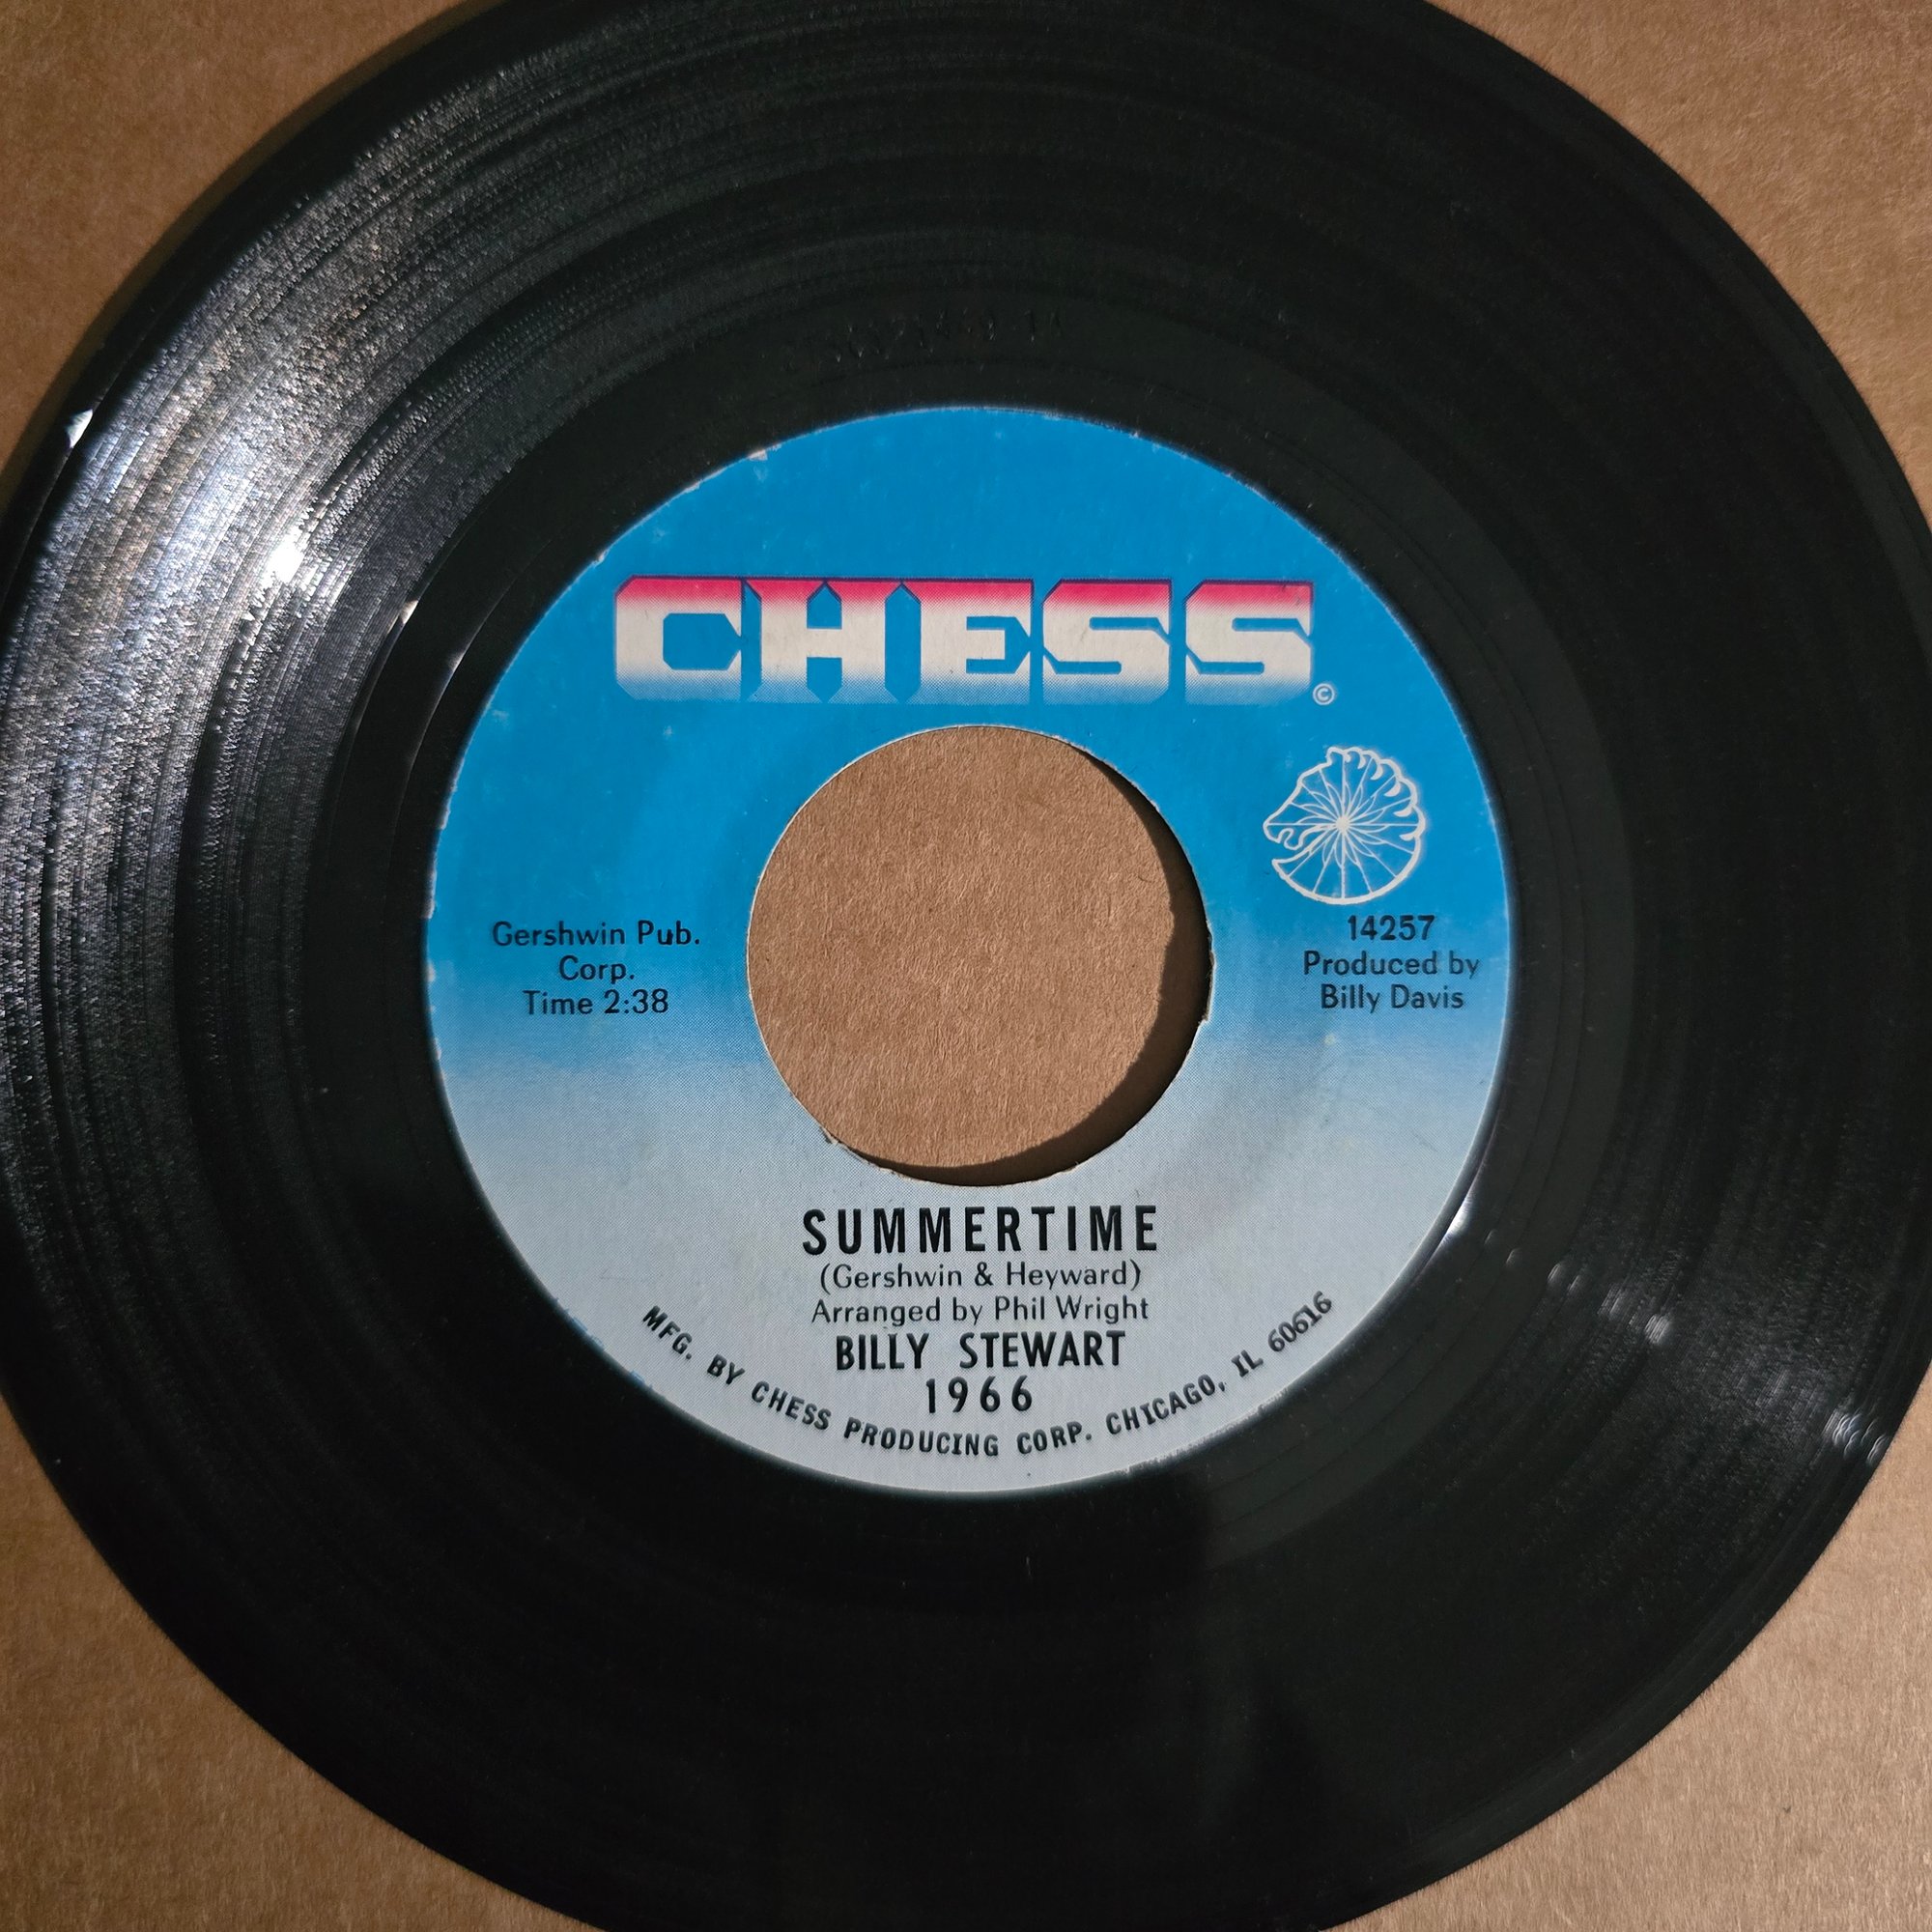 CHESS
©
Gershwin Pub.
Corp.
Time 2:38
14257
Produced by
Billy Davis
SUMMERTIME
(Gershwin & Heyward)
Arranged by Phil Wright
BILLY STEWART
1966
MFG. BY CHESS PRODUCING CORP. CHICAGO, IL 60616